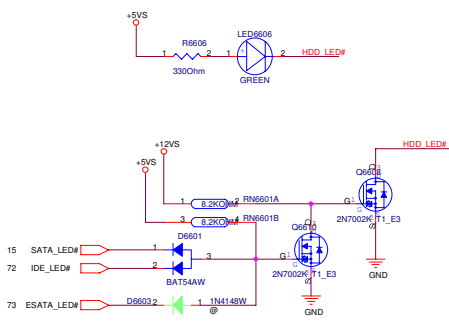 +5VS
LED6606
R6606
1 2 1 2 HDD_LED#
330Ohm
GREEN
+12VS
HDD_LED#
+5VS
1 2 RN6601A
8.2KOHM
3 4 RN6601B
8.2KOHM
Q6608
G 1
2N7002K_T1_E3
S
GND
D6601
Q6610
15 SATA_LED# 1
3
G 1
72 IDE_LED# 2
BAT54AW
2N7002K_T1_E3
S
73 ESATA_LED# D6603 2 1 1N4148W
@
GND